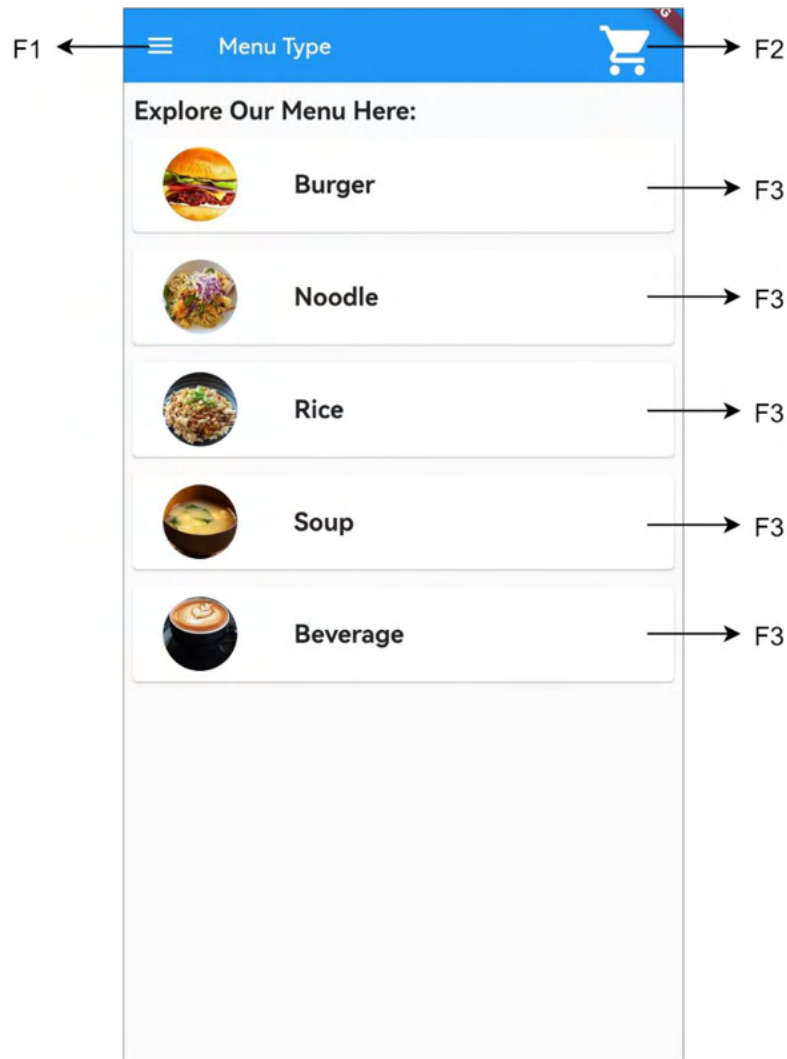 F1
Menu Type
F2
Explore Our Menu Here:
Burger
F3
Noodle
F3
Rice
F3
Soup
F3
Beverage
F3